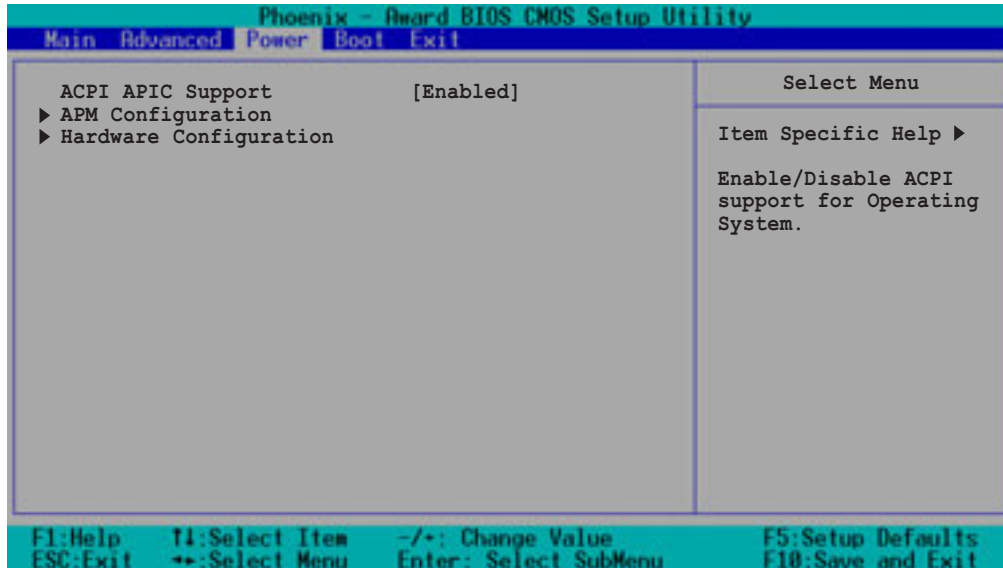 Phoenix - Award BIOS CMOS Setup Utility
Main Advanced Power Boot Exit
ACPI APIC Support [Enabled]
▶ APM Configuration
▶ Hardware Configuration
Select Menu
Item Specific Help ▶
Enable/Disable ACPI
support for Operating
System.
F1:Help ↑↓:Select Item -/+: Change Value F5:Setup Defaults
ESC:Exit ←→:Select Menu Enter: Select SubMenu F10:Save and Exit